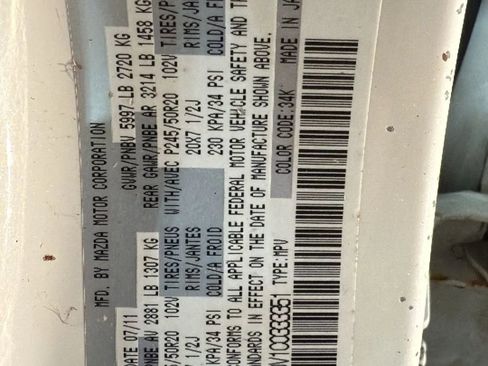 MFD. BY MAZDA MOTOR CORPORATION
DATE 07/11 GVWR/PNBV 5997 LB 2720 KG
PNBE AV 2881 LB 1307 KG REAR GAWR/PNBE AR 3214 LB 1458 KG
50R20 102V TIRES/PNEUS WITH/AVEC P245/50R20 102V TIRES/P
1/2J RIMS/JANTES 20X7 1/2J RIMS/JA
KPA/34 PSI COLD/A FROID 230 KPA/34 PSI COLD/A F
CONFORMS TO ALL APPLICABLE FEDERAL MOTOR VEHICLE SAFETY AND
STANDARDS IN EFFECT ON THE DATE OF MANUFACTURE SHOWN ABOVE.
V1C0333351 TYPE:MPV COLOR CODE:34K MADE IN JA